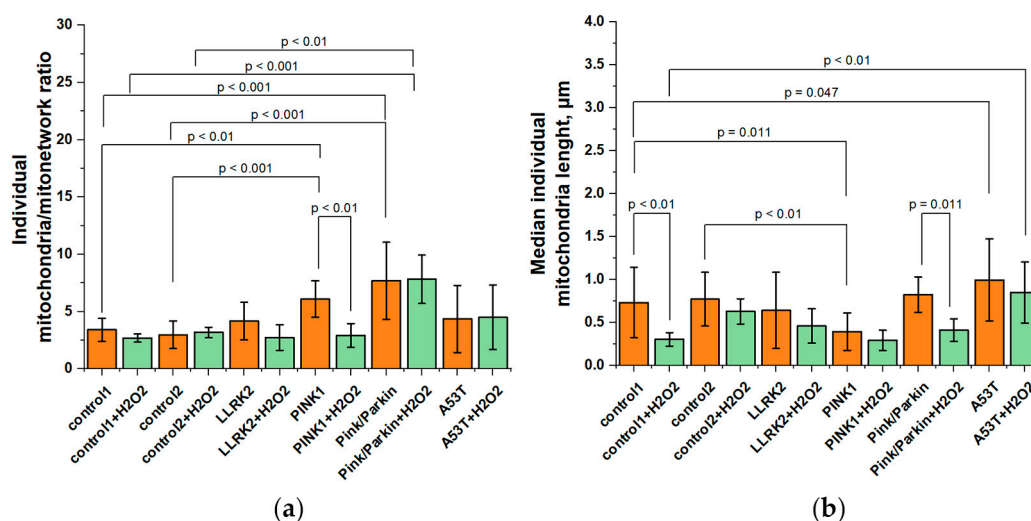 30
25
20
15
10
5
0
Individual
mitochondria/mitonetwork ratio
p < 0.01
p < 0.001
p < 0.001
p < 0.001
p < 0.01
p < 0.001
p < 0.01
control1
control1+H2O2
control2
control2+H2O2
LLRK2
LLRK2+H2O2
PINK1
PINK1+H2O2
Pink/Parkin
Pink/Parkin+H2O2
A53T
A53T+H2O2
(a)
4.0
3.5
3.0
2.5
2.0
1.5
1.0
0.5
0.0
Median individual
mitochondria lenght, µm
p < 0.01
p = 0.047
p = 0.011
p < 0.01
p < 0.01
p = 0.011
control1
control1+H2O2
control2
control2+H2O2
LLRK2
LLRK2+H2O2
PINK1
PINK1+H2O2
Pink/Parkin
Pink/Parkin+H2O2
A53T
A53T+H2O2
(b)